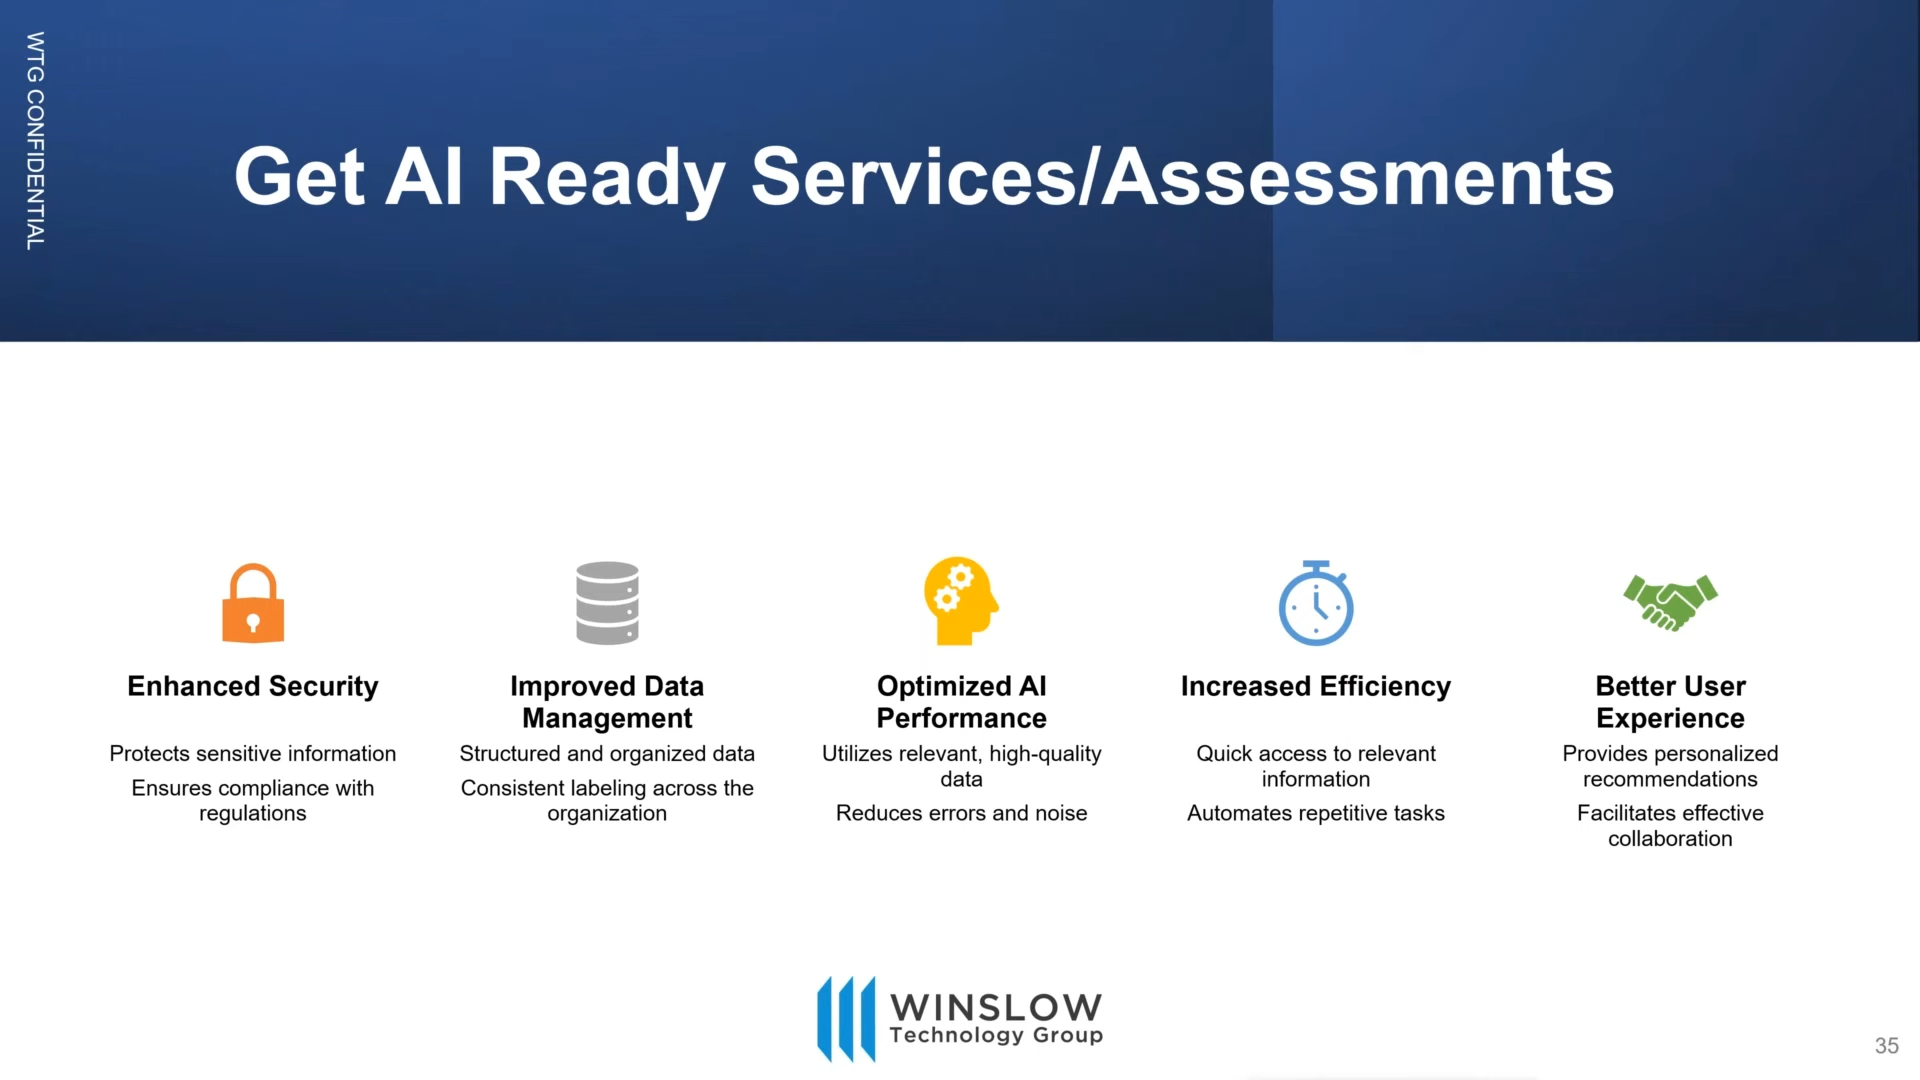 WTG CONFIDENTIAL
Get AI Ready Services/Assessments
Enhanced Security
Protects sensitive information
Ensures compliance with
regulations
Improved Data
Management
Structured and organized data
Consistent labeling across the
organization
Optimized AI
Performance
Utilizes relevant, high-quality
data
Reduces errors and noise
Increased Efficiency
Quick access to relevant
information
Automates repetitive tasks
Better User
Experience
Provides personalized
recommendations
Facilitates effective
collaboration
WINSLOW
Technology Group
35